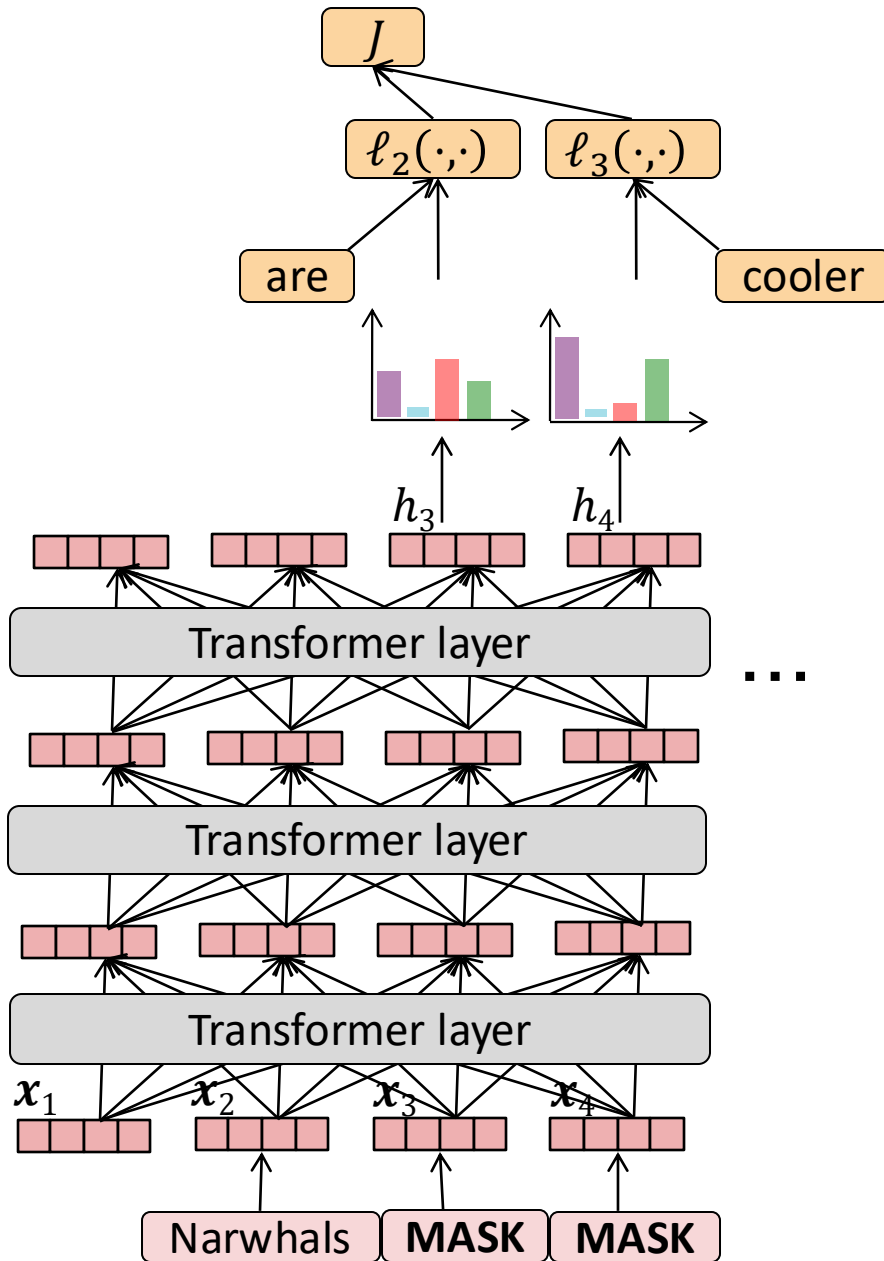 J
ℓ₂(·,·) ℓ₃(·,·)
are cooler
h₃ h₄
Transformer layer
...
Transformer layer
Transformer layer
x₁ x₂ x₃ x₄
Narwhals MASK MASK